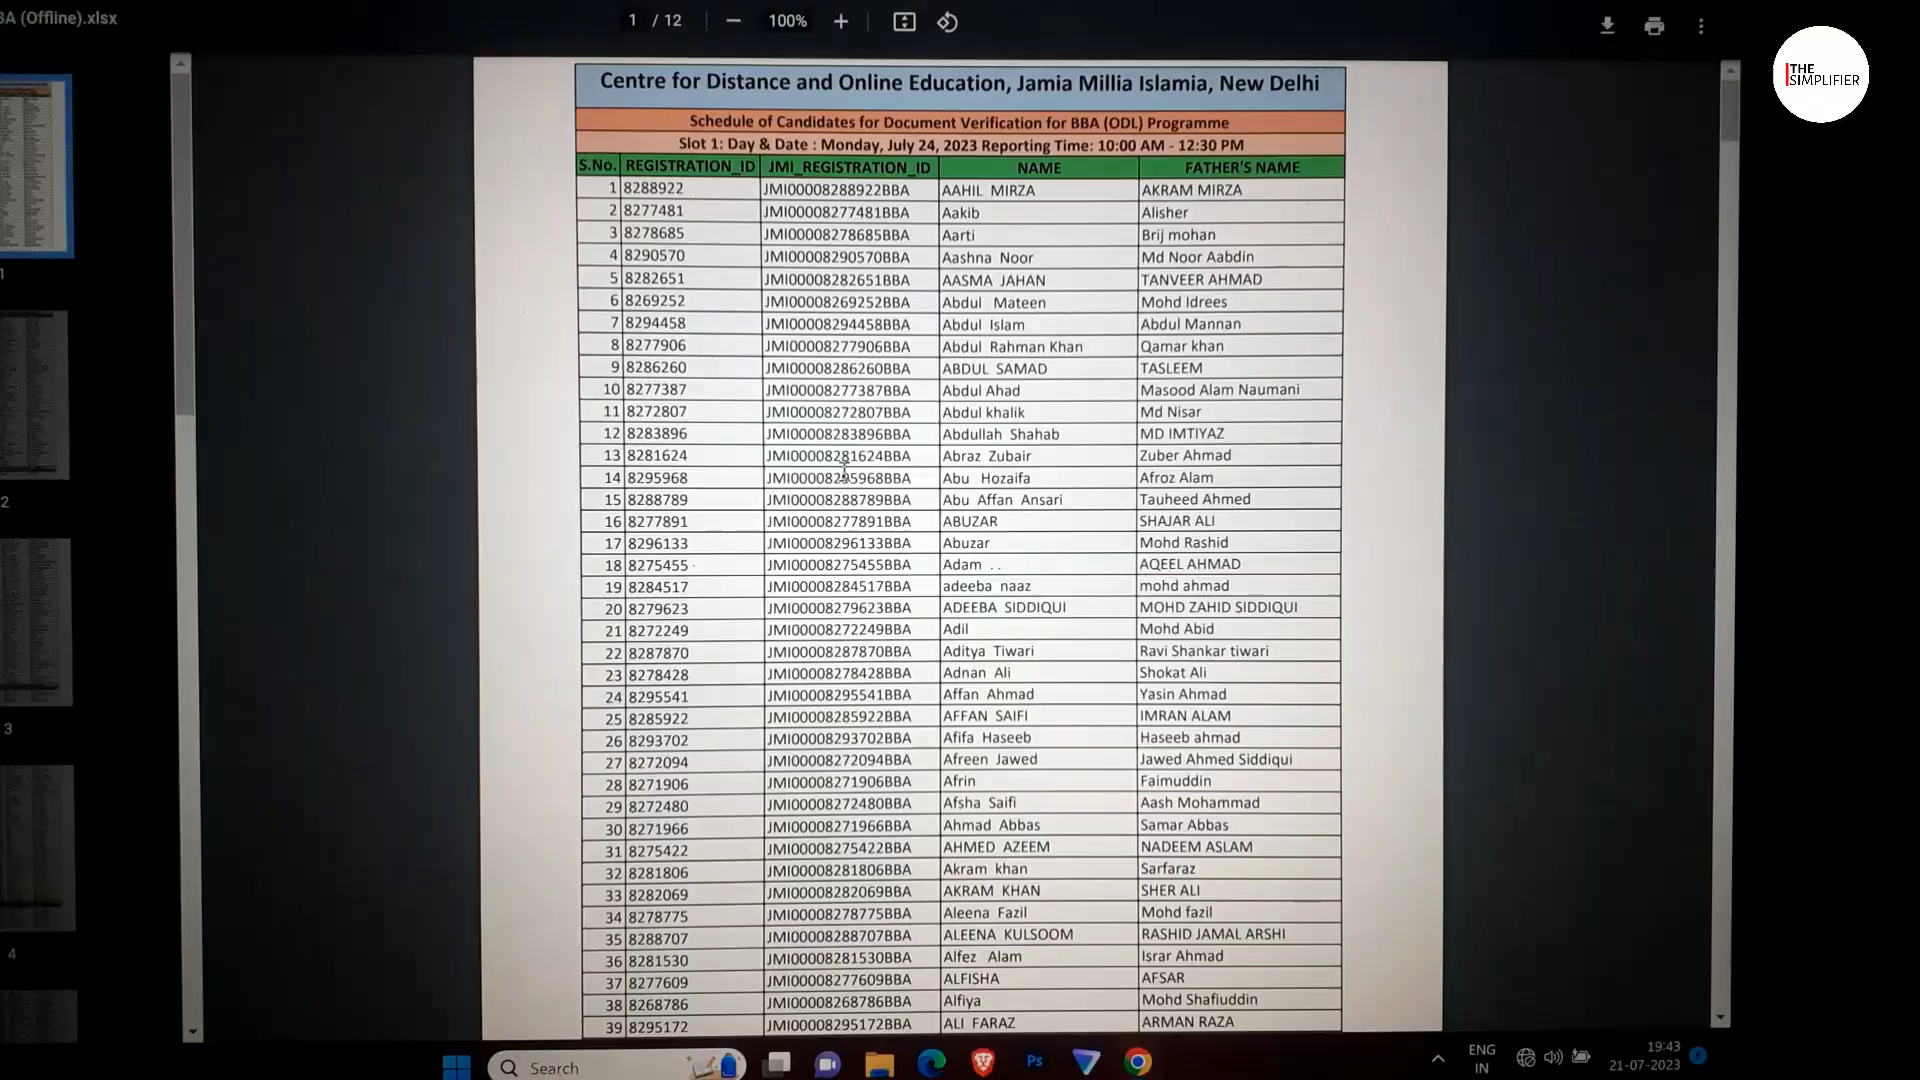 BA (Offline).xlsx
1 / 12
100%
THE
SIMPLIFIER
Centre for Distance and Online Education, Jamia Millia Islamia, New Delhi
Schedule of Candidates for Document Verification for BBA (ODL) Programme
Slot 1: Day & Date : Monday, July 24, 2023 Reporting Time: 10:00 AM - 12:30 PM
S.No. REGISTRATION_ID JMI_REGISTRATION_ID NAME FATHER'S NAME
1 8288922 JMI00008288922BBA AAHIL MIRZA AKRAM MIRZA
2 8277481 JMI00008277481BBA Aakib Alisher
3 8278685 JMI00008278685BBA Aarti Brij mohan
4 8290570 JMI00008290570BBA Aashna Noor Md Noor Aabdin
5 8282651 JMI00008282651BBA AASMA JAHAN TANVEER AHMAD
6 8269252 JMI00008269252BBA Abdul Mateen Mohd Idrees
7 8294458 JMI00008294458BBA Abdul Islam Abdul Mannan
8 8277906 JMI00008277906BBA Abdul Rahman Khan Qamar khan
9 8286260 JMI00008286260BBA ABDUL SAMAD TASLEEM
10 8277387 JMI00008277387BBA Abdul Ahad Masood Alam Naumani
11 8272807 JMI00008272807BBA Abdul khalik Md Nisar
12 8283896 JMI00008283896BBA Abdullah Shahab MD IMTIYAZ
13 8281624 JMI00008281624BBA Abraz Zubair Zuber Ahmad
14 8295968 JMI00008295968BBA Abu Hozaifa Afroz Alam
15 8288789 JMI00008288789BBA Abu Affan Ansari Tauheed Ahmed
16 8277891 JMI00008277891BBA ABUZAR SHAJAR ALI
17 8296133 JMI00008296133BBA Abuzar Mohd Rashid
18 8275455 JMI00008275455BBA Adam . . AQEEL AHMAD
19 8284517 JMI00008284517BBA adeeba naaz mohd ahmad
20 8279623 JMI00008279623BBA ADEEBA SIDDIQUI MOHD ZAHID SIDDIQUI
21 8272249 JMI00008272249BBA Adil Mohd Abid
22 8287870 JMI00008287870BBA Aditya Tiwari Ravi Shankar tiwari
23 8278428 JMI00008278428BBA Adnan Ali Shokat Ali
24 8295541 JMI00008295541BBA Affan Ahmad Yasin Ahmad
25 8285922 JMI00008285922BBA AFFAN SAIFI IMRAN ALAM
26 8293702 JMI00008293702BBA Afifa Haseeb Haseeb ahmad
27 8272094 JMI00008272094BBA Afreen Jawed Jawed Ahmed Siddiqui
28 8271906 JMI00008271906BBA Afrin Faimuddin
29 8272480 JMI00008272480BBA Afsha Saifi Aash Mohammad
30 8271966 JMI00008271966BBA Ahmad Abbas Samar Abbas
31 8275422 JMI00008275422BBA AHMED AZEEM NADEEM ASLAM
32 8281806 JMI00008281806BBA Akram khan Sarfaraz
33 8282069 JMI00008282069BBA AKRAM KHAN SHER ALI
34 8278775 JMI00008278775BBA Aleena Fazil Mohd fazil
35 8288707 JMI00008288707BBA ALEENA KULSOOM RASHID JAMAL ARSHI
36 8281530 JMI00008281530BBA Alfez Alam Israr Ahmad
37 8277609 JMI00008277609BBA ALFISHA AFSAR
38 8268786 JMI00008268786BBA Alfiya Mohd Shafiuddin
39 8295172 JMI00008295172BBA ALI FARAZ ARMAN RAZA
1
2
3
4
Search
Ps
ENG
IN
19:43
21-07-2023